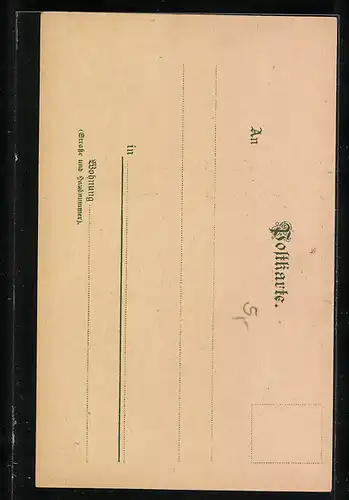 Postkarte.
An
in
Wohnung
(Straße und Hausnummer).
5,-